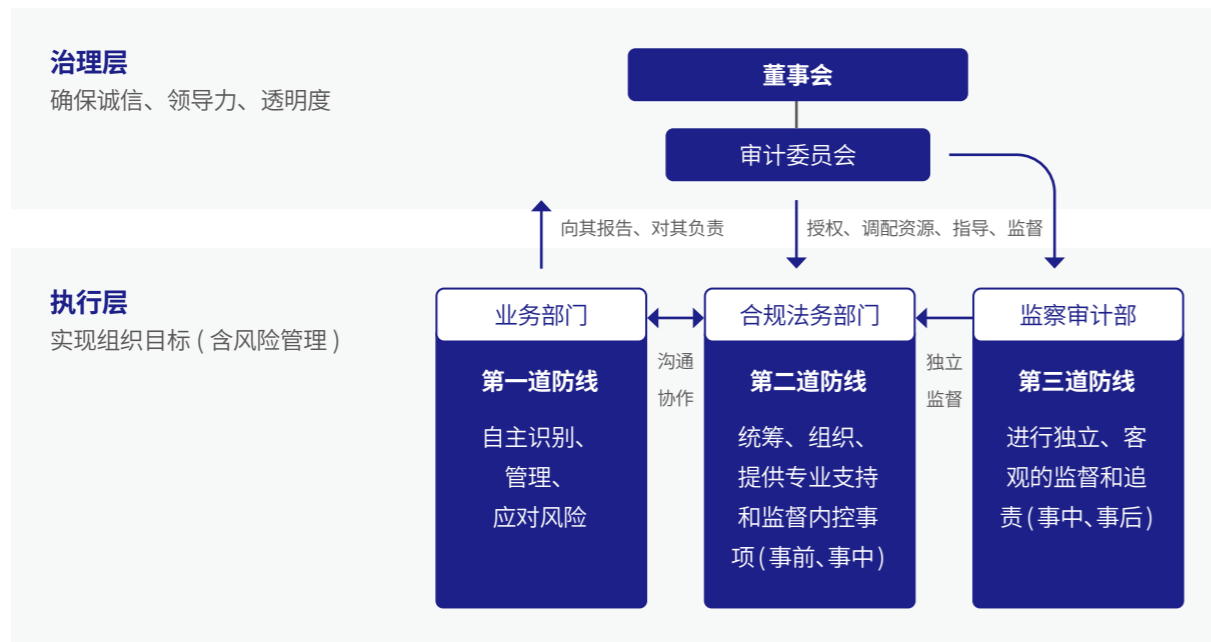 治理层
确保诚信、领导力、透明度
董事会
审计委员会
向其报告、对其负责
授权、调配资源、指导、监督
执行层
实现组织目标 ( 含风险管理 )
业务部门
沟通
协作
合规法务部门
独立
监督
监察审计部
第一道防线
自主识别、
管理、
应对风险
第二道防线
统筹、组织、
提供专业支持
和监督内控事
项 ( 事前、事中 )
第三道防线
进行独立、客
观的监督和追
责 ( 事中、事后 )